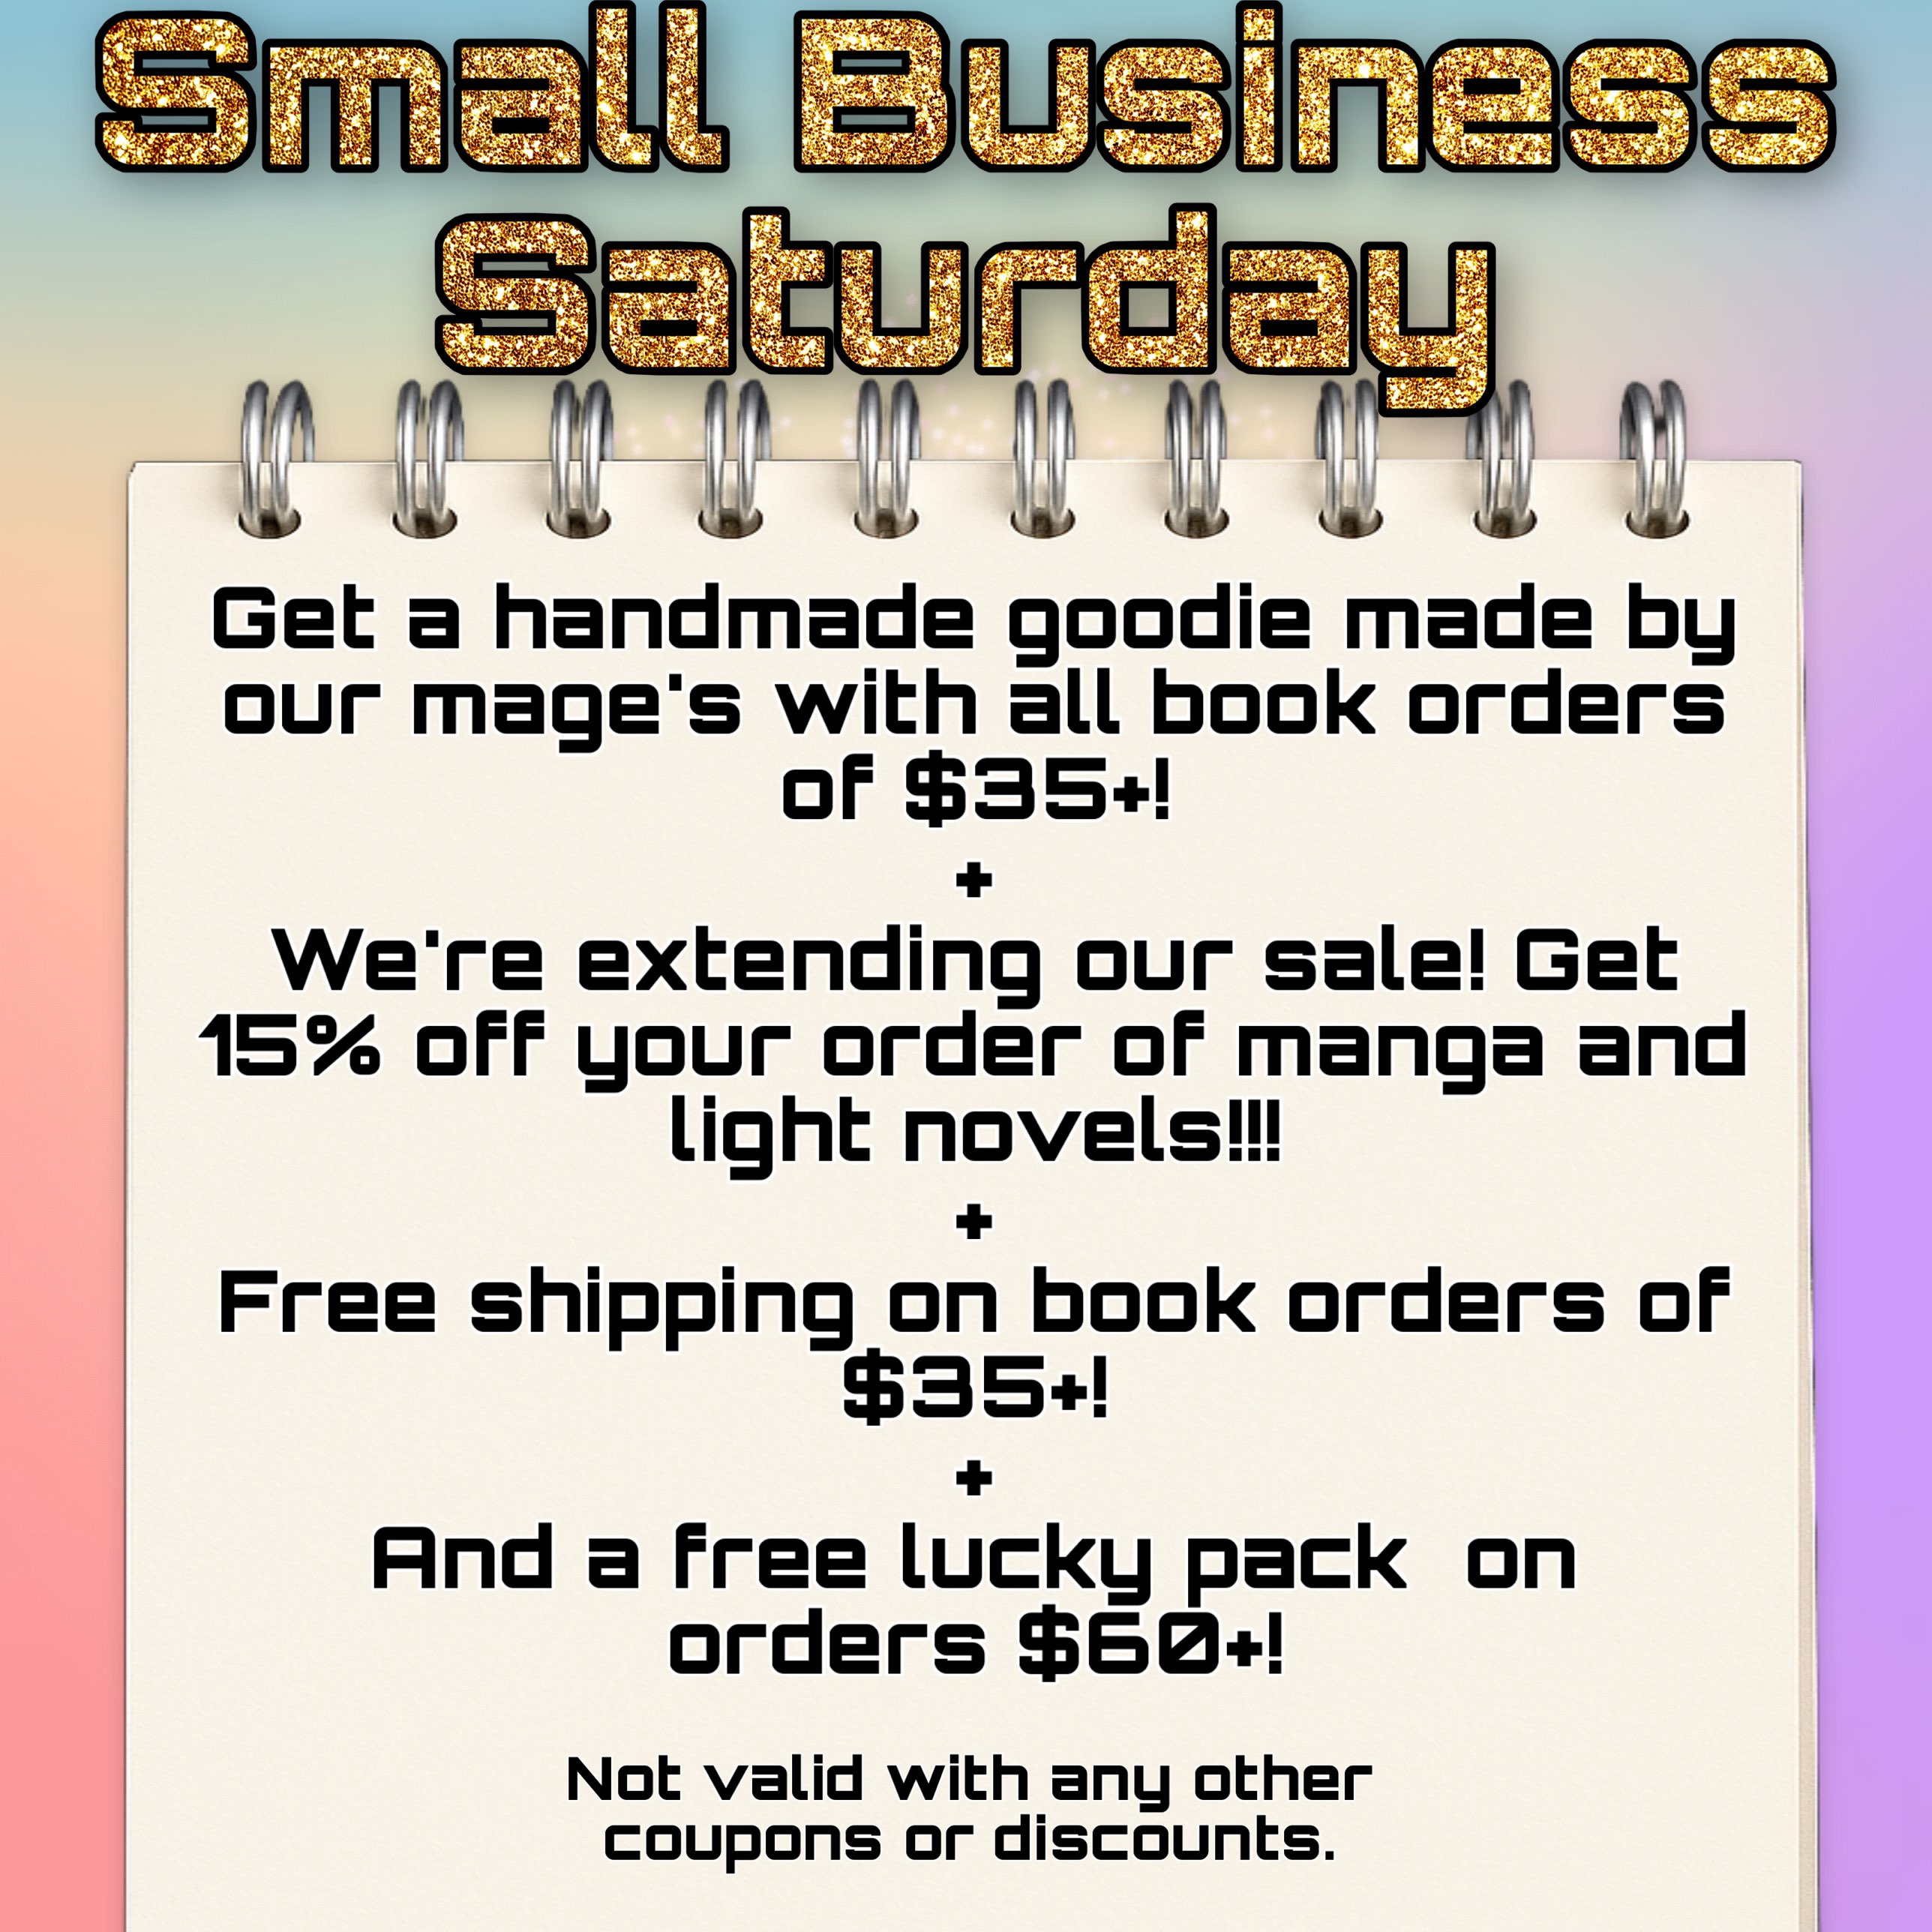 Small Business
Saturday
Get a handmade goodie made by
our mage's with all book orders
of $35+!
+
We're extending our sale! Get
15% off your order of manga and
light novels!!!
+
Free shipping on book orders of
$35+!
+
And a free lucky pack  on
orders $60+!
Not valid with any other
coupons or discounts.